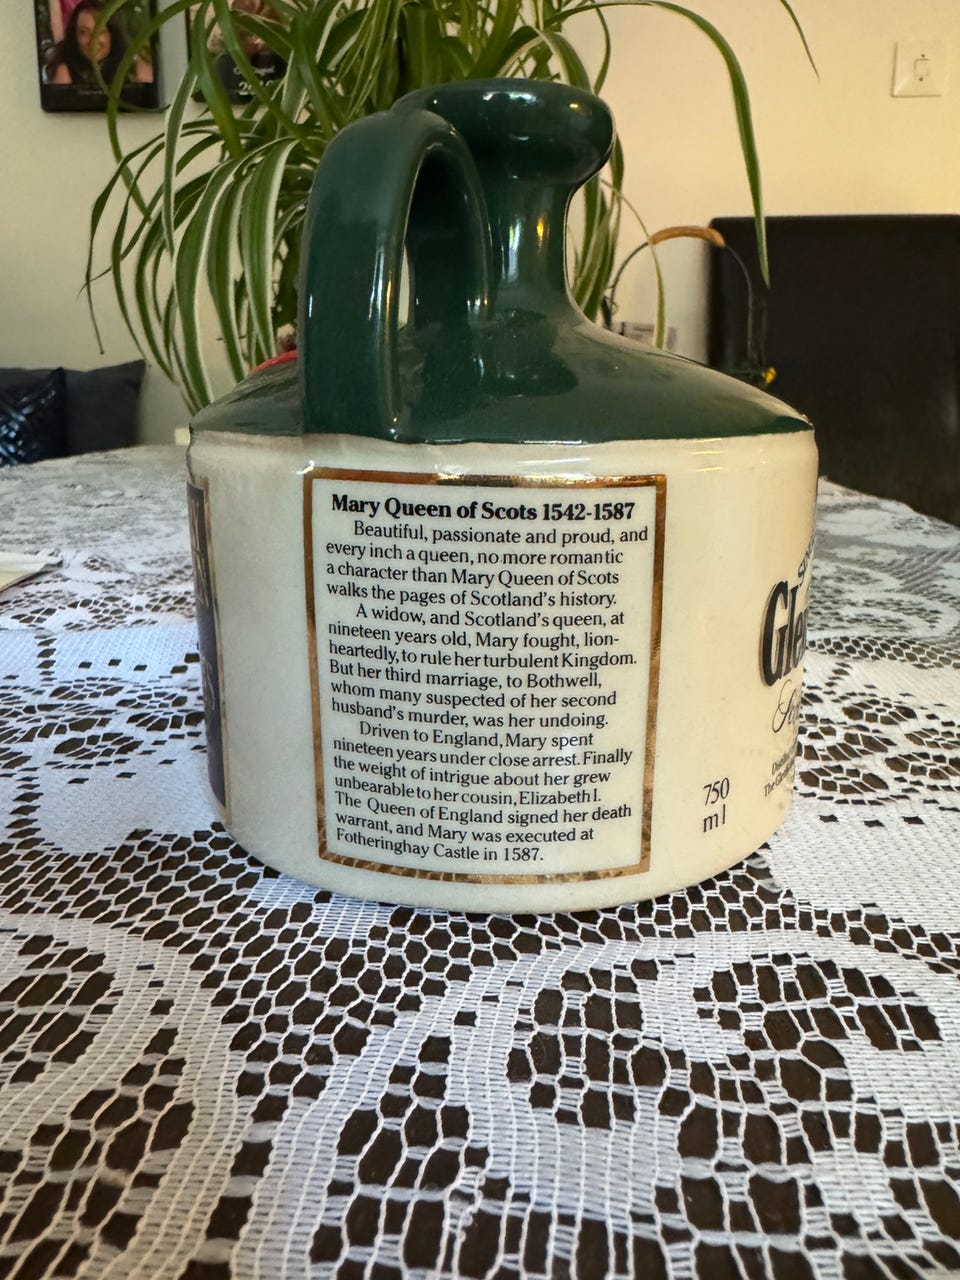 Mary Queen of Scots 1542-1587
Beautiful, passionate and proud, and
every inch a queen, no more romantic
a character than Mary Queen of Scots
walks the pages of Scotland's history.
A widow, and Scotland's queen, at
nineteen years old, Mary fought, lion-
heartedly, to rule her turbulent Kingdom.
But her third marriage, to Bothwell,
whom many suspected of her second
husband's murder, was her undoing.
Driven to England, Mary spent
nineteen years under close arrest. Finally
the weight of intrigue about her grew
unbearable to her cousin, Elizabeth I.
The Queen of England signed her death
warrant, and Mary was executed at
Fotheringhay Castle in 1587.
750
ml